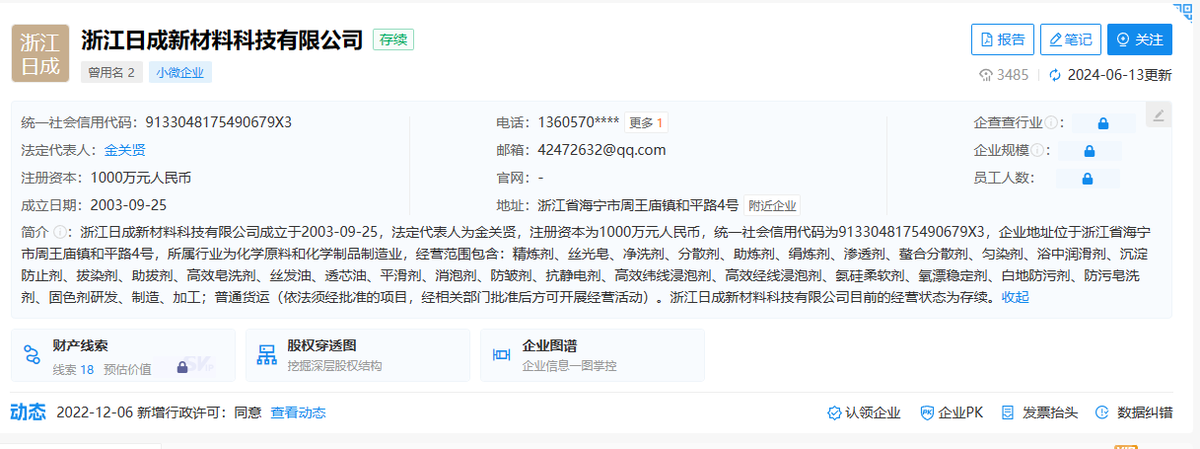 浙江
日成
浙江日成新材料科技有限公司 存续
曾用名 2 小微企业
报告 笔记 关注
3485 2024-06-13更新
统一社会信用代码：9133048175490679X3
电话：1360570**** 更多 1
企查查行业：
法定代表人：金关贤
邮箱：42472632@qq.com
企业规模：
注册资本：1000万元人民币
官网：-
员工人数：
成立日期：2003-09-25
地址：浙江省海宁市周王庙镇和平路4号 附近企业
简介：浙江日成新材料科技有限公司成立于2003-09-25，法定代表人为金关贤，注册资本为1000万元人民币，统一社会信用代码为9133048175490679X3，企业地址位于浙江省海宁
市周王庙镇和平路4号，所属行业为化学原料和化学制品制造业，经营范围包含：精炼剂、丝光皂、净洗剂、分散剂、助炼剂、绢炼剂、渗透剂、螯合分散剂、匀染剂、浴中润滑剂、沉淀
防止剂、拔染剂、助拔剂、高效皂洗剂、丝发油、透芯油、平滑剂、消泡剂、防皱剂、抗静电剂、高效纬线浸泡剂、高效经线浸泡剂、氨硅柔软剂、氧漂稳定剂、白地防污剂、防污皂洗
剂、固色剂研发、制造、加工；普通货运（依法须经批准的项目，经相关部门批准后方可开展经营活动）。浙江日成新材料科技有限公司目前的经营状态为存续。收起
财产线索
线索 18 预估价值
股权穿透图
挖掘深层股权结构
企业图谱
企业信息一图掌控
动态 2022-12-06 新增行政许可：同意 查看动态
认领企业 企业PK 发票抬头 数据纠错